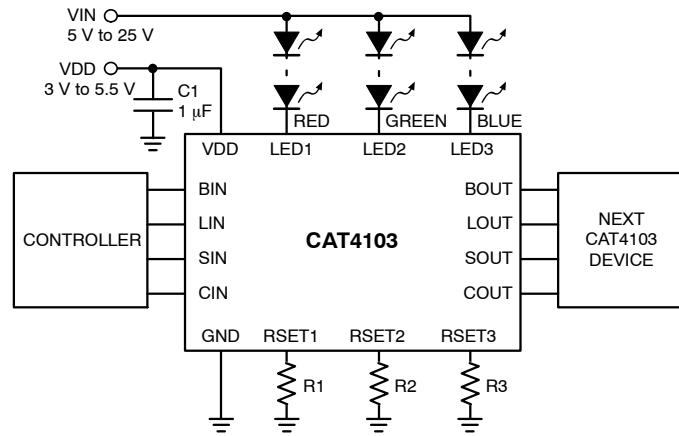 VIN
5 V to 25 V
VDD
3 V to 5.5 V
C1
1 μF
RED
GREEN
BLUE
VDD
LED1
LED2
LED3
CONTROLLER
BIN
LIN
SIN
CIN
CAT4103
BOUT
LOUT
SOUT
COUT
NEXT
CAT4103
DEVICE
GND
RSET1
RSET2
RSET3
R1
R2
R3